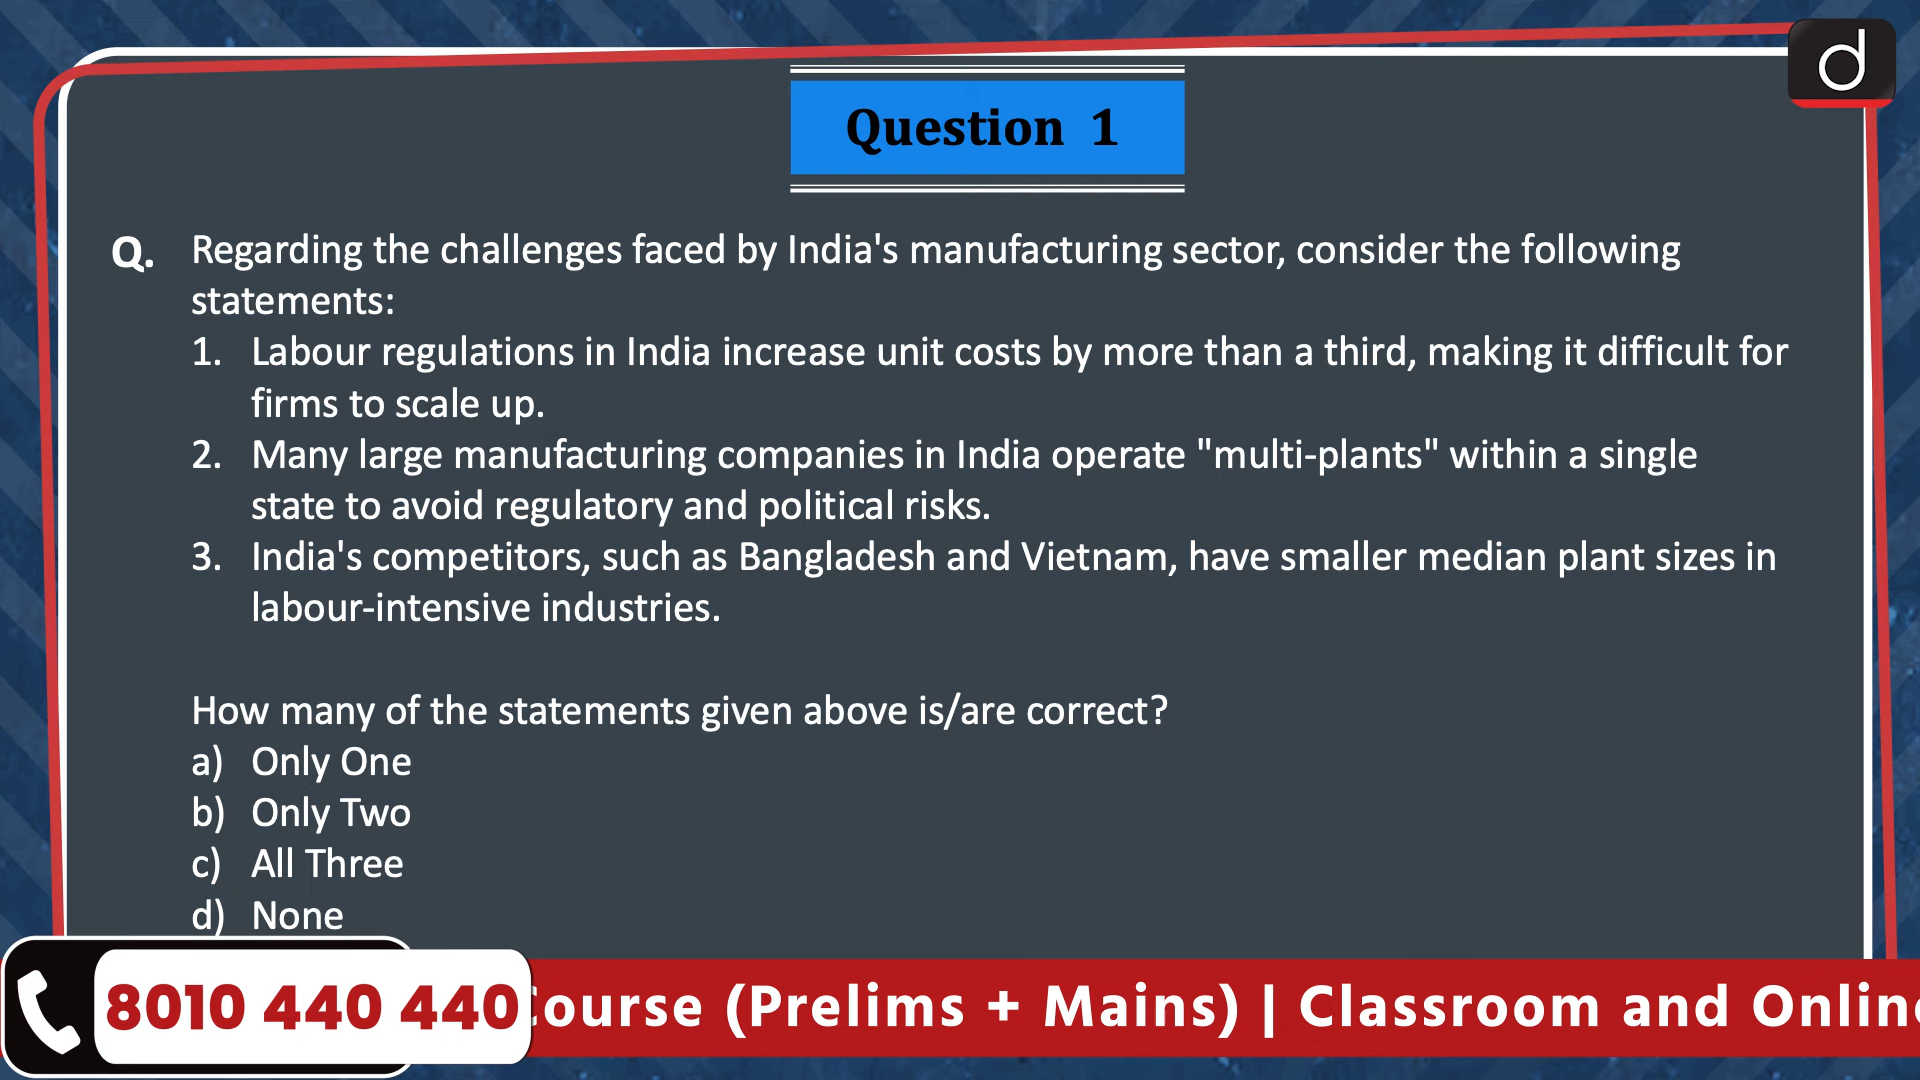 Question 1
Q. Regarding the challenges faced by India's manufacturing sector, consider the following
statements:
1. Labour regulations in India increase unit costs by more than a third, making it difficult for
firms to scale up.
2. Many large manufacturing companies in India operate "multi-plants" within a single
state to avoid regulatory and political risks.
3. India's competitors, such as Bangladesh and Vietnam, have smaller median plant sizes in
labour-intensive industries.
How many of the statements given above is/are correct?
a) Only One
b) Only Two
c) All Three
d) None
8010 440 440 ourse (Prelims + Mains) | Classroom and Onlin